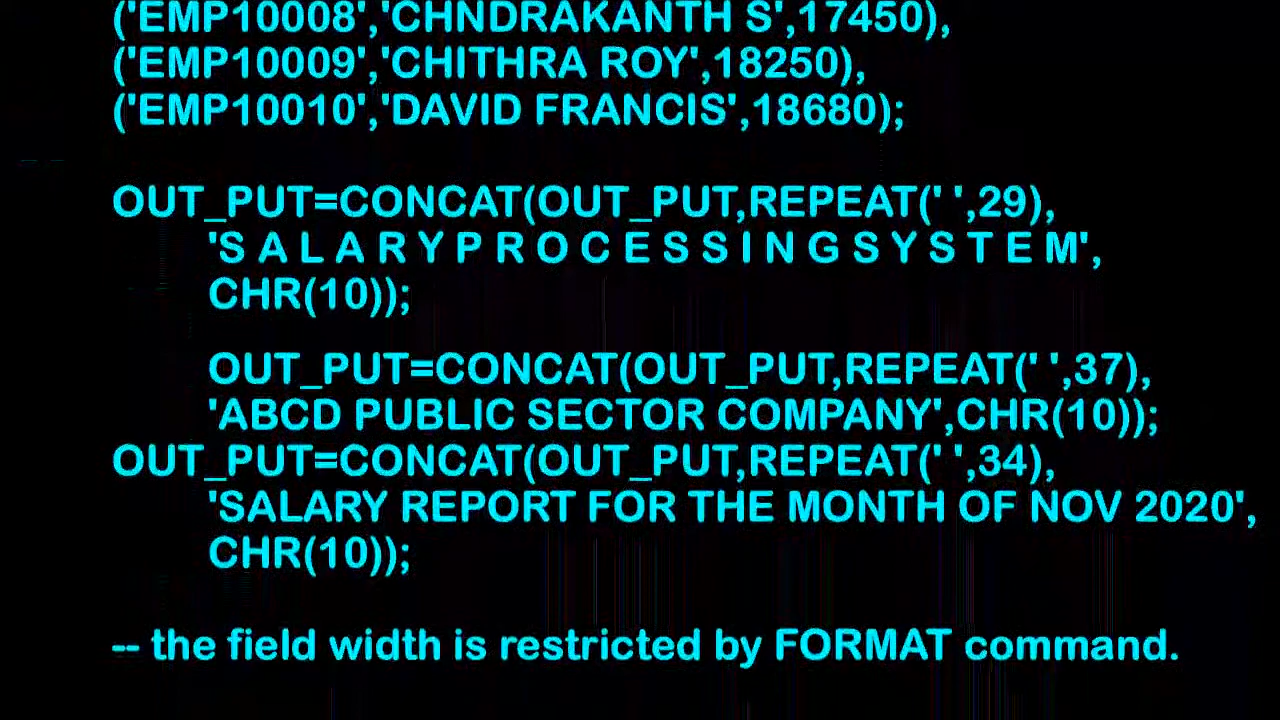 ('EMP10008','CHNDRAKANTH S',17450),
('EMP10009','CHITHRA ROY',18250),
('EMP10010','DAVID FRANCIS',18680);
OUT_PUT=CONCAT(OUT_PUT,REPEAT(' ',29),
'S A L A R Y P R O C E S S I N G S Y S T E M',
CHR(10));
OUT_PUT=CONCAT(OUT_PUT,REPEAT(' ',37),
'ABCD PUBLIC SECTOR COMPANY',CHR(10));
OUT_PUT=CONCAT(OUT_PUT,REPEAT(' ',34),
'SALARY REPORT FOR THE MONTH OF NOV 2020',
CHR(10));
-- the field width is restricted by FORMAT command.